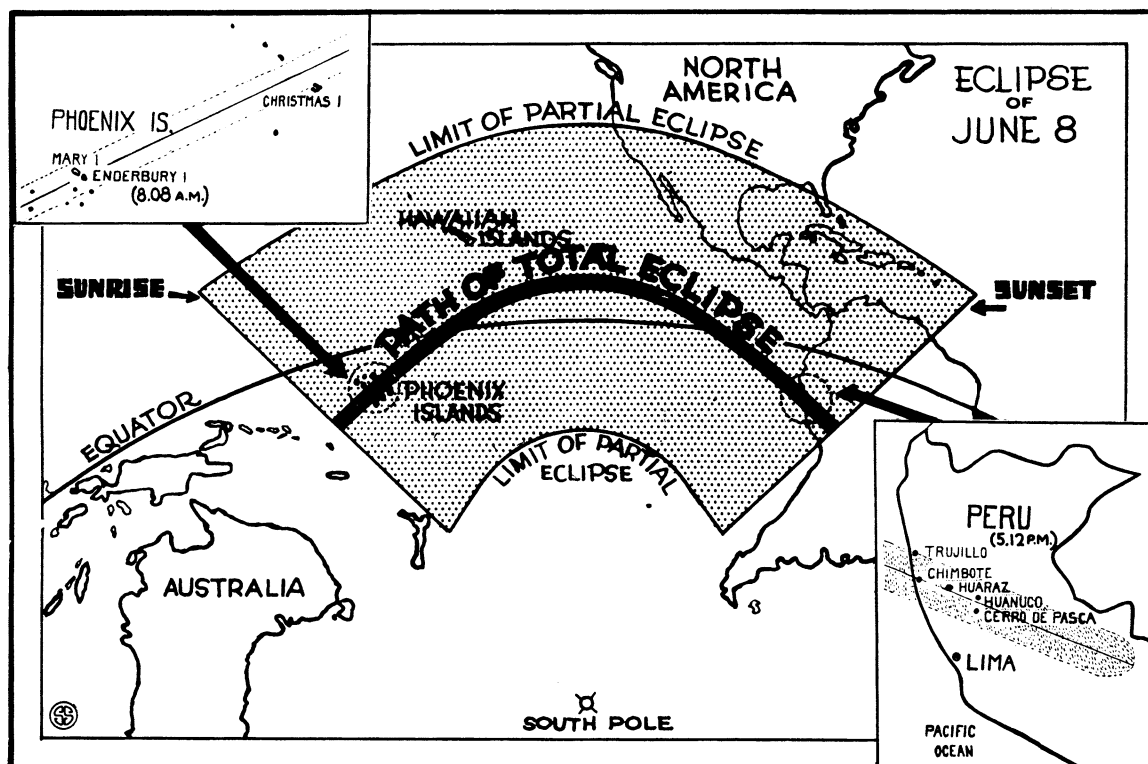 ECLIPSE
OF
JUNE 8
NORTH
AMERICA
LIMIT OF PARTIAL ECLIPSE
PHOENIX IS.
CHRISTMAS I
MARY I
ENDERBURY I
(8.08 A.M.)
HAWAIIAN
ISLANDS
SUNRISE
PATH OF TOTAL ECLIPSE
SUNSET
PHOENIX
ISLANDS
EQUATOR
LIMIT OF PARTIAL
ECLIPSE
AUSTRALIA
PERU
(5.12 P.M.)
TRUJILLO
CHIMBOTE
HUARAZ
HUANUCO
CERRO DE PASCA
LIMA
PACIFIC
OCEAN
SOUTH POLE
SS